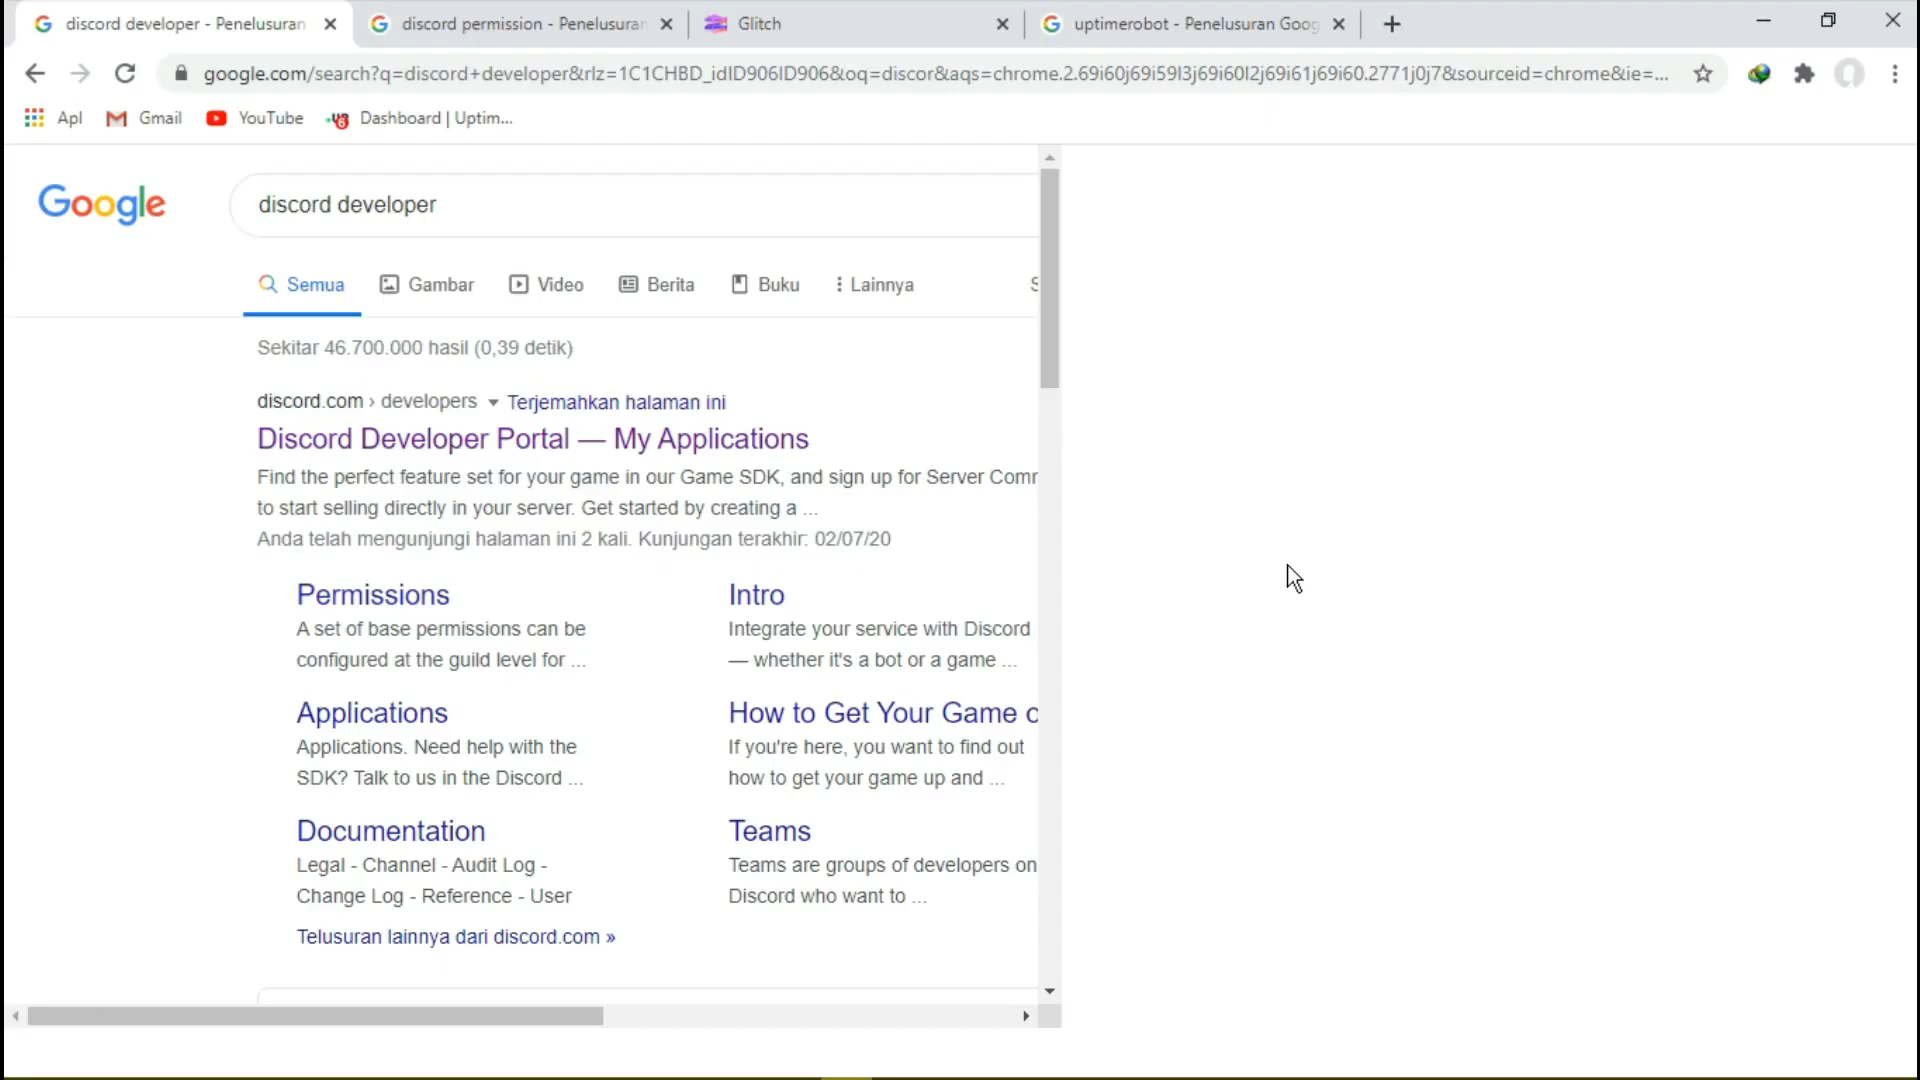 discord developer - Penelusuran
discord permission - Penelusuran
Glitch
uptimerobot - Penelusuran Goog
google.com/search?q=discord+developer&rlz=1C1CHBD_idID906ID906&oq=discor&aqs=chrome.2.69i60j69i59l3j69i60l2j69i61j69i60.2771j0j7&sourceid=chrome&ie=...
Apl
Gmail
YouTube
Dashboard | Uptim...
Google
discord developer
Semua
Gambar
Video
Berita
Buku
Lainnya
S
Sekitar 46.700.000 hasil (0,39 detik)
discord.com › developers Terjemahkan halaman ini
Discord Developer Portal — My Applications
Find the perfect feature set for your game in our Game SDK, and sign up for Server Comr
to start selling directly in your server. Get started by creating a ...
Anda telah mengunjungi halaman ini 2 kali. Kunjungan terakhir: 02/07/20
Permissions
A set of base permissions can be
configured at the guild level for ...
Intro
Integrate your service with Discord
— whether it's a bot or a game ...
Applications
Applications. Need help with the
SDK? Talk to us in the Discord ...
How to Get Your Game o
If you're here, you want to find out
how to get your game up and ...
Documentation
Legal - Channel - Audit Log -
Change Log - Reference - User
Teams
Teams are groups of developers on
Discord who want to ...
Telusuran lainnya dari discord.com »